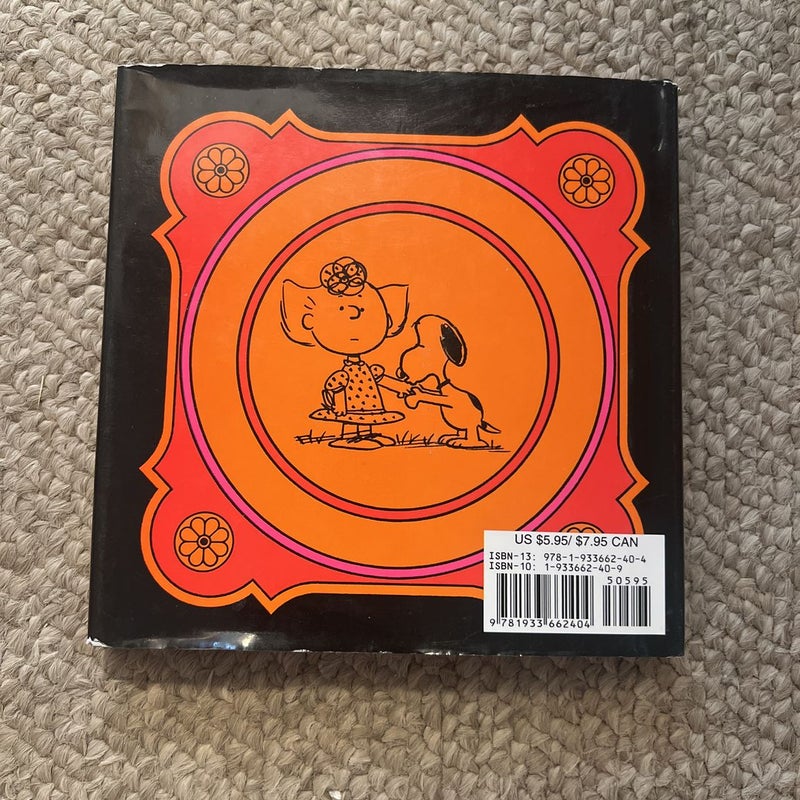 US $5.95/ $7.95 CAN
ISBN-13: 978-1-933662-40-4
ISBN-10: 1-933662-40-9
50595
9 781933 662404